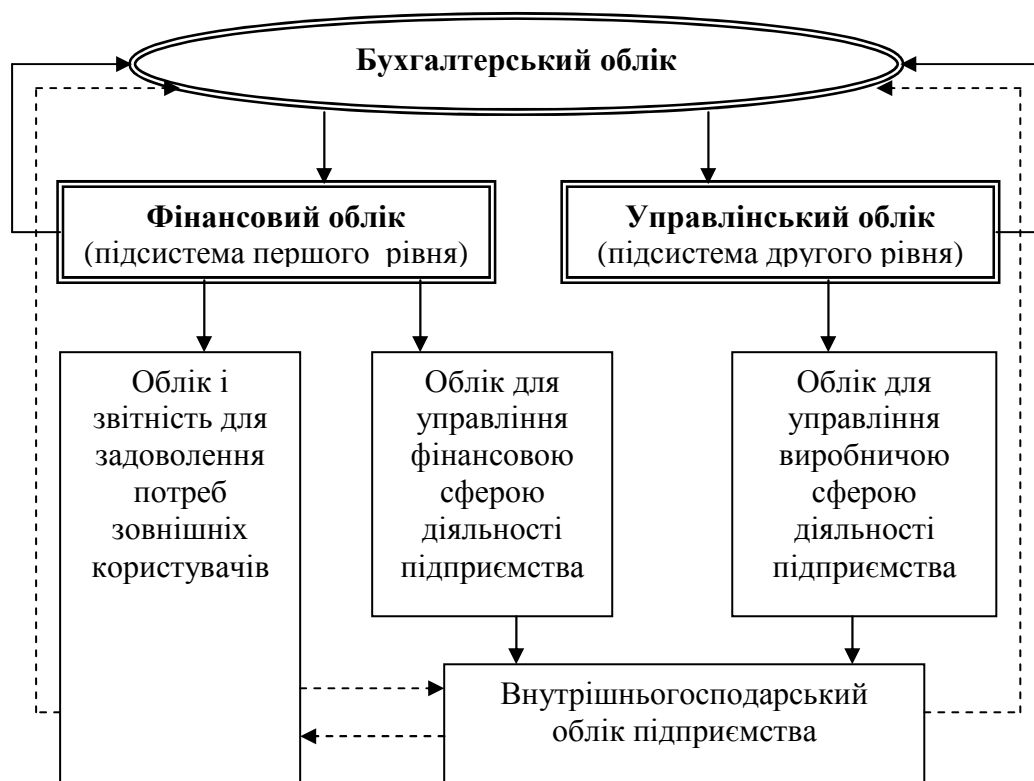 Бухгалтерський облік
Фінансовий облік
(підсистема першого рівня)
Управлінський облік
(підсистема другого рівня)
Облік і
звітність для
задоволення
потреб
зовнішніх
користувачів
Облік для
управління
фінансовою
сферою
діяльності
підприємства
Облік для
управління
виробничою
сферою
діяльності
підприємства
Внутрішньогосподарський
облік підприємства